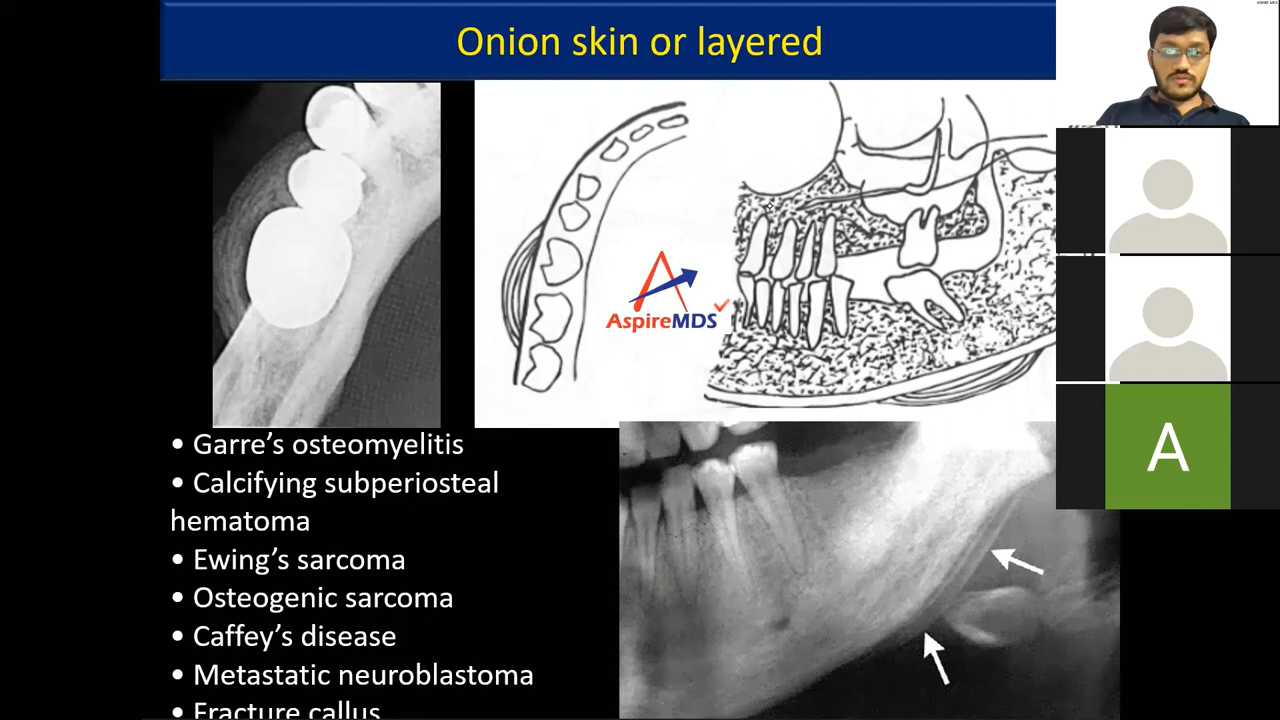 Onion skin or layered
AspireMDS
• Garre’s osteomyelitis
• Calcifying subperiosteal
hematoma
• Ewing’s sarcoma
• Osteogenic sarcoma
• Caffey’s disease
• Metastatic neuroblastoma
• Fracture callus
A